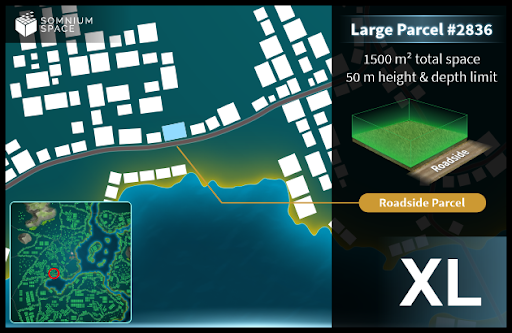 SOMNIUM
SPACE
Large Parcel #2836
1500 m² total space
50 m height & depth limit
Roadside
Roadside Parcel
XL